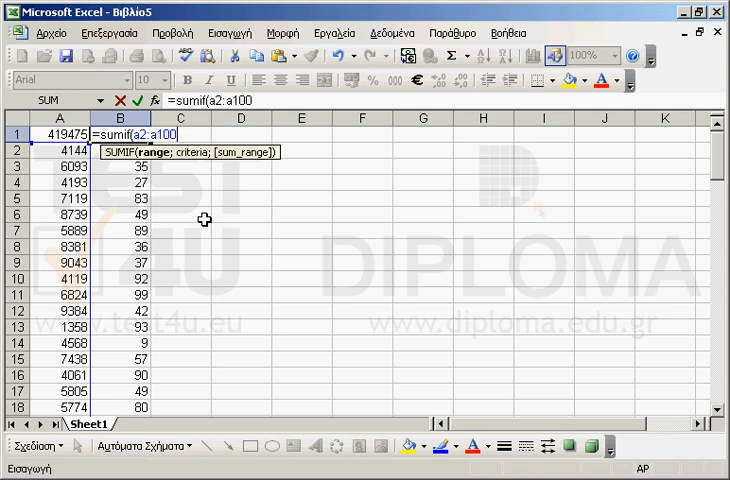 Microsoft Excel - Βιβλίο5
Αρχείο Επεξεργασία Προβολή Εισαγωγή Μορφή Εργαλεία Δεδομένα Παράθυρο Βοήθεια
100%
Arial 10 B I U % 000 €
SUM =sumif(a2:a100
A B C D E F G H I J K
1 419475 =sumif(a2:a100
SUMIF(range; criteria; [sum_range])
2 4144
3 6093 35
4 4193 27
5 7119 83
6 8739 49
7 5889 89
8 8381 36
9 9043 37
10 4119 92
11 6824 99
12 9384 42
13 1358 93
14 4568 9
15 7438 57
16 4061 90
17 5805 49
18 5774 80
TEST 4U DIPLOMA
www.test4u.eu www.diploma.edu.gr
Sheet1
Σχεδίαση Αυτόματα Σχήματα
Εισαγωγή AP